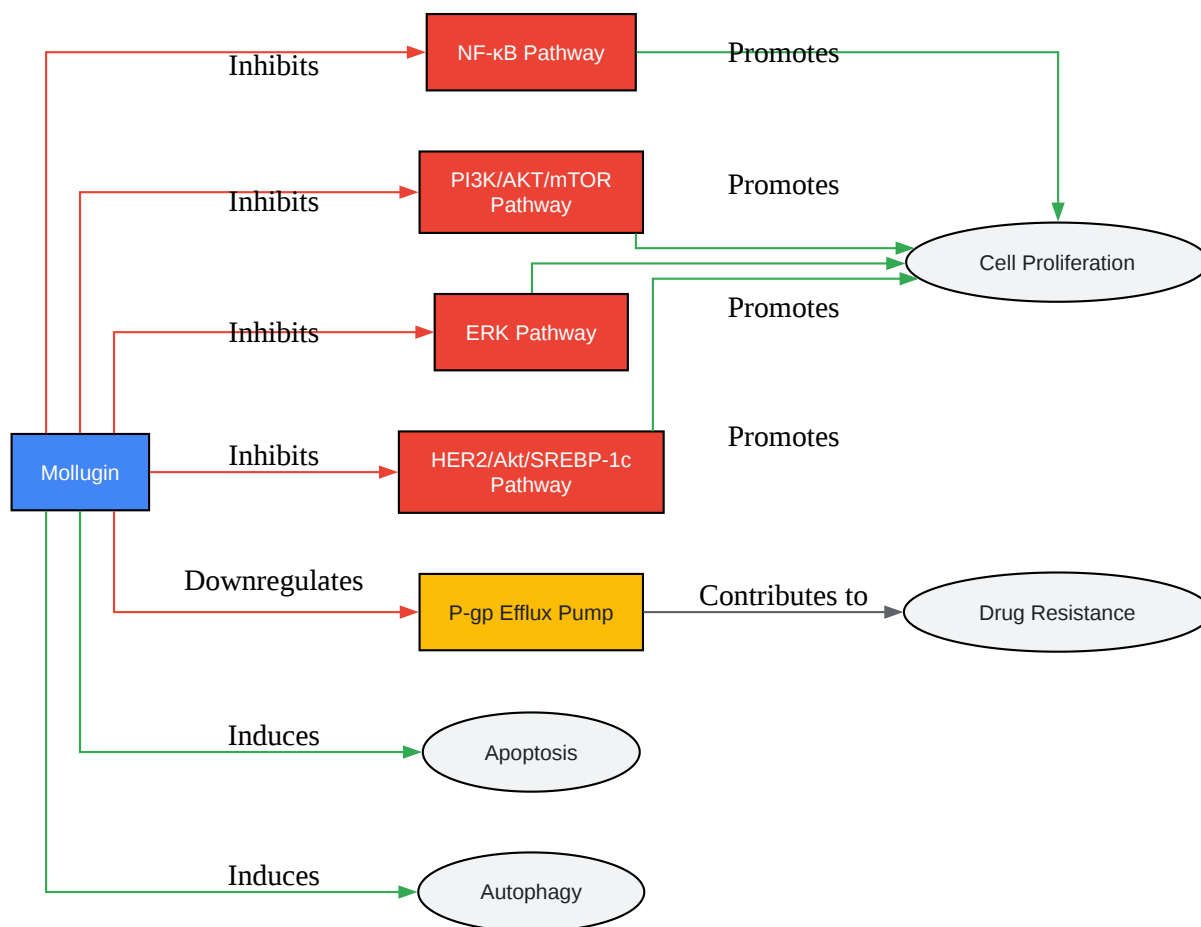 Inhibits
NF-κB Pathway
Promotes
Inhibits
PI3K/AKT/mTOR
Pathway
Promotes
Cell Proliferation
Inhibits
ERK Pathway
Promotes
Mollugin
Inhibits
HER2/Akt/SREBP-1c
Pathway
Promotes
Downregulates
P-gp Efflux Pump
Contributes to
Drug Resistance
Induces
Apoptosis
Induces
Autophagy